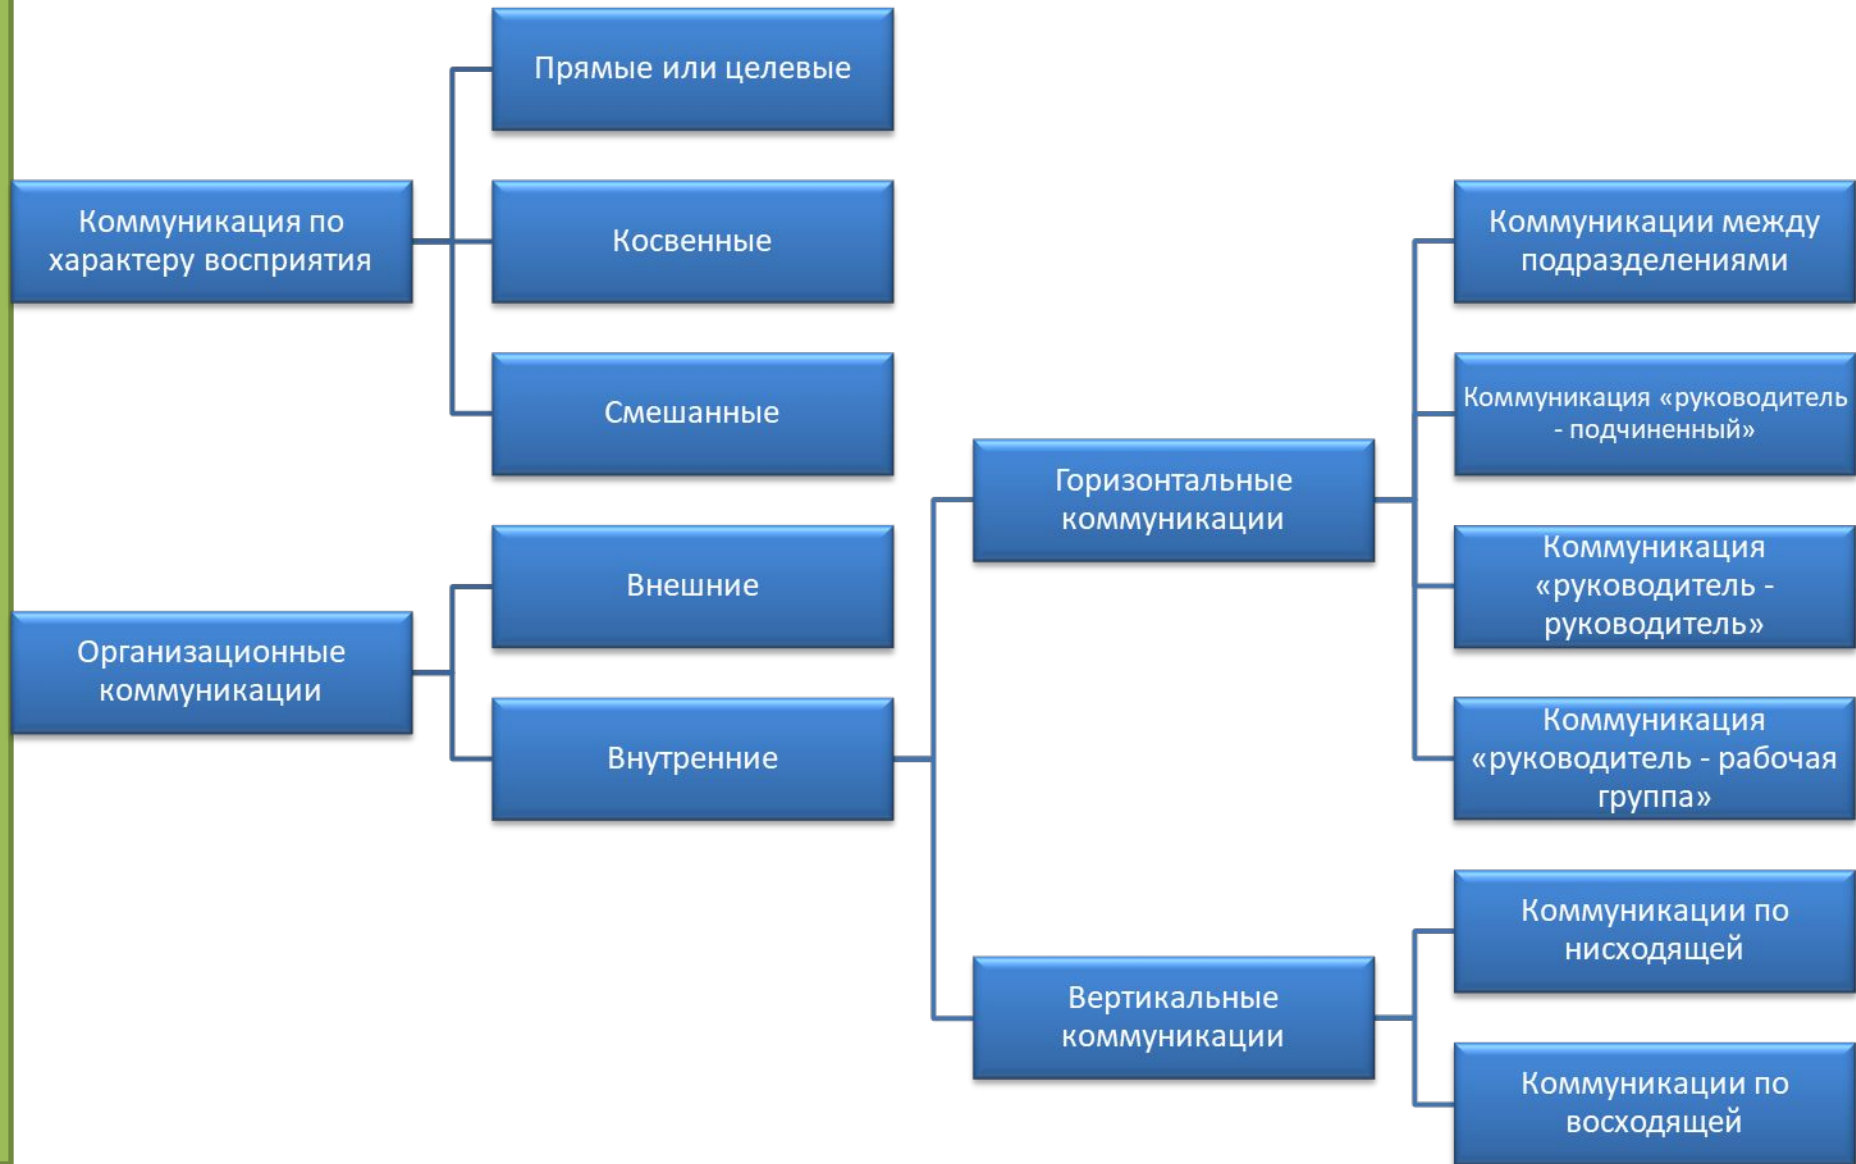 Прямые или целевые
Коммуникация по
характеру восприятия
Косвенные
Смешанные
Организационные
коммуникации
Внешние
Внутренние
Горизонтальные
коммуникации
Коммуникации между
подразделениями
Коммуникация «руководитель
- подчиненный»
Коммуникация
«руководитель -
руководитель»
Коммуникация
«руководитель - рабочая
группа»
Вертикальные
коммуникации
Коммуникации по
нисходящей
Коммуникации по
восходящей